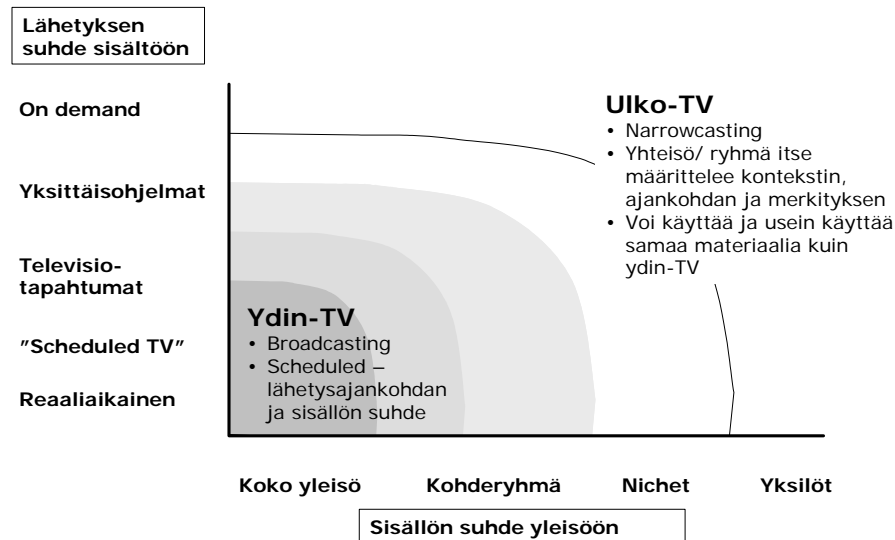 Lähetyksen
suhde sisältöön
On demand
Yksittäisohjelmat
Televisio-
tapahtumat
”Scheduled TV”
Reaaliaikainen
Ulko-TV
• Narrowcasting
• Yhteisö/ ryhmä itse
määrittelee kontekstin,
ajankohdan ja merkityksen
• Voi käyttää ja usein käyttää
samaa materiaalia kuin
ydin-TV
Ydin-TV
• Broadcasting
• Scheduled –
lähetysajankohdan
ja sisällön suhde
Koko yleisö
Kohderyhmä
Nichet
Yksilöt
Sisällön suhde yleisöön